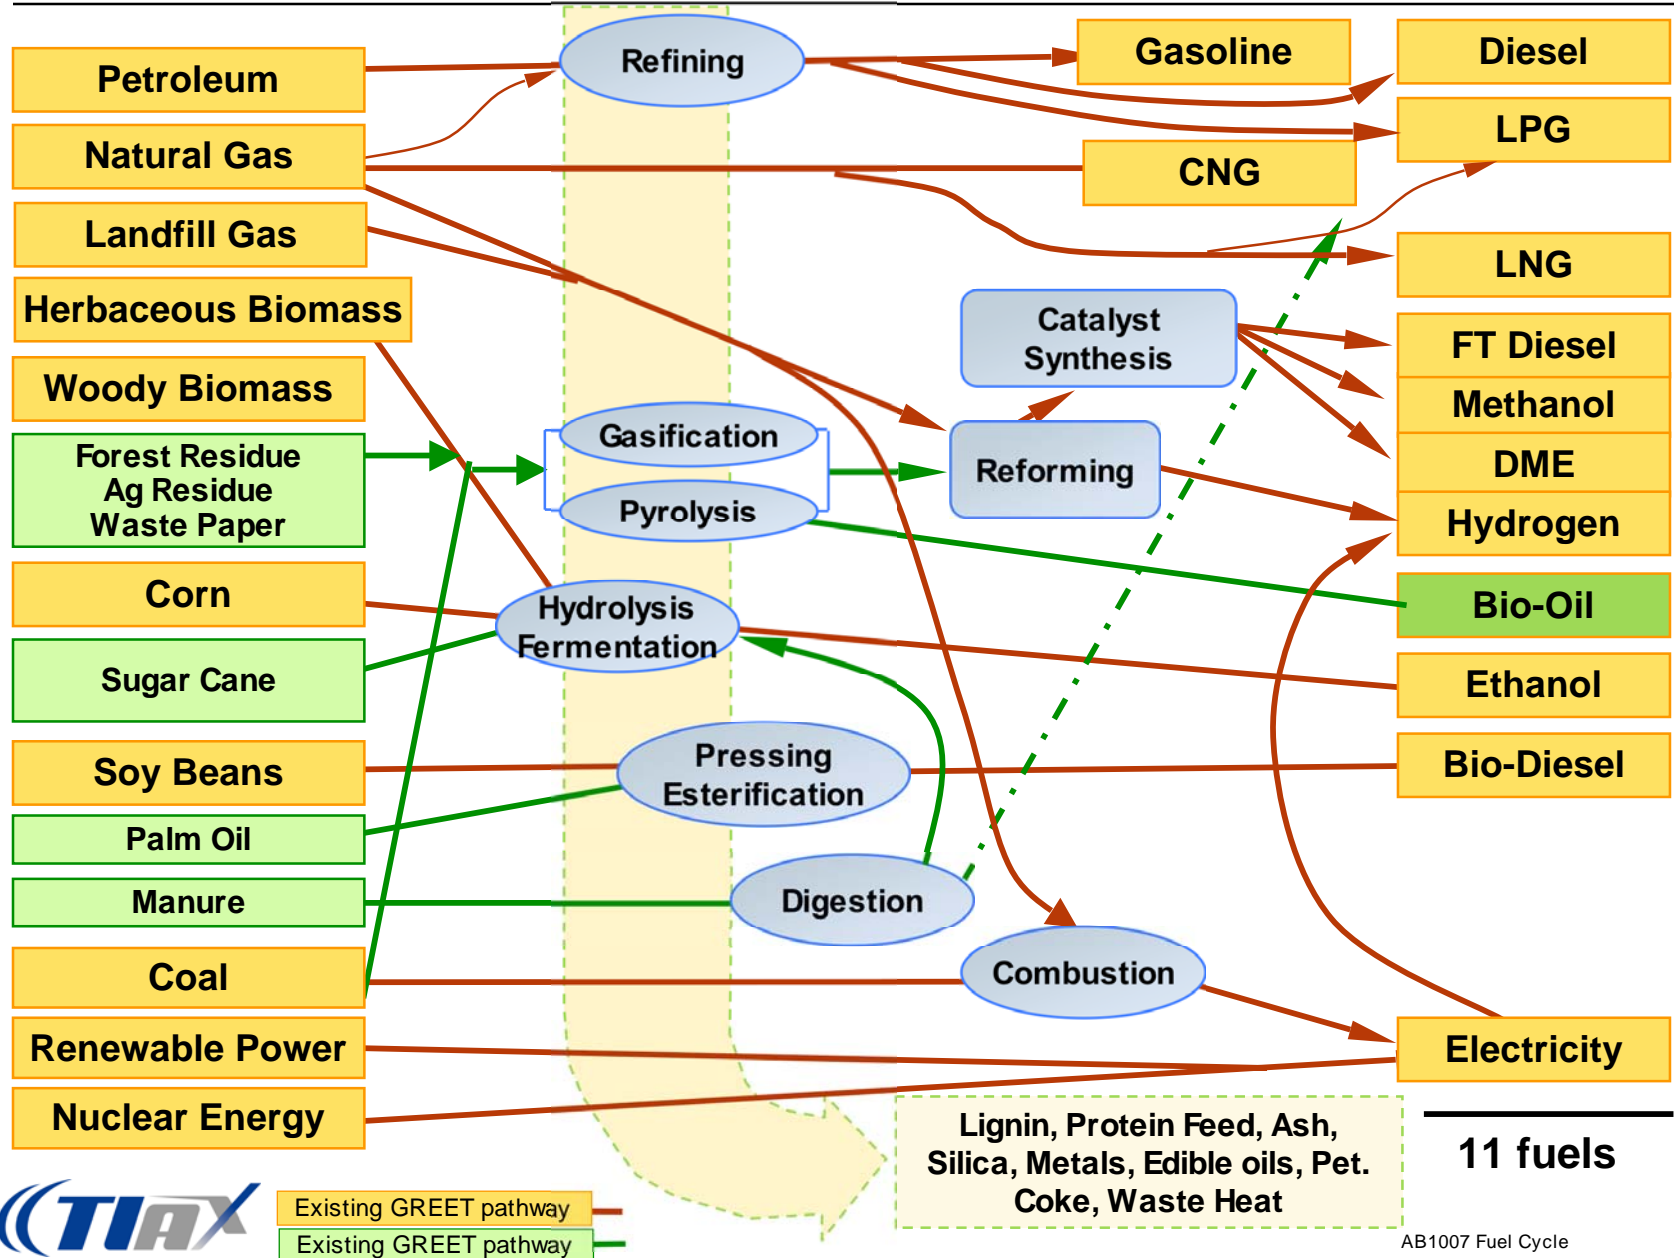 Petroleum
Natural Gas
Landfill Gas
Herbaceous Biomass
Woody Biomass
Forest Residue
Ag Residue
Waste Paper
Corn
Sugar Cane
Soy Beans
Palm Oil
Manure
Coal
Renewable Power
Nuclear Energy
Refining
Catalyst
Synthesis
Gasification
Pyrolysis
Reforming
Hydrolysis
Fermentation
Pressing
Esterification
Digestion
Combustion
Gasoline
CNG
Diesel
LPG
LNG
FT Diesel
Methanol
DME
Hydrogen
Bio-Oil
Ethanol
Bio-Diesel
Electricity
11 fuels
Lignin, Protein Feed, Ash,
Silica, Metals, Edible oils, Pet.
Coke, Waste Heat
TIAX
Existing GREET pathway
Existing GREET pathway
AB1007 Fuel Cycle